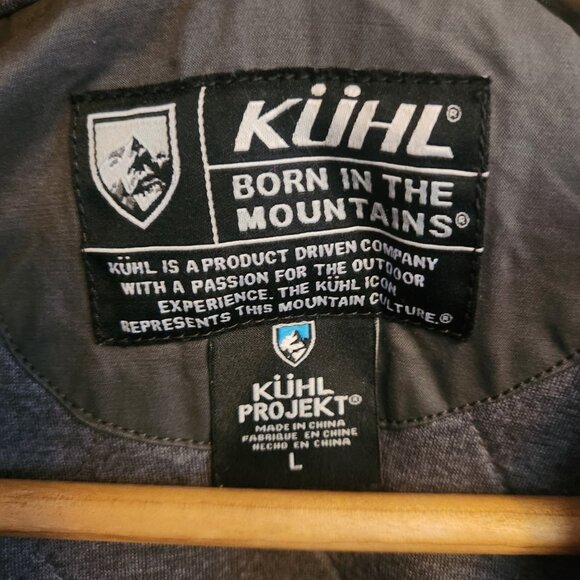 KÜHL®
BORN IN THE
MOUNTAINS®
KÜHL IS A PRODUCT DRIVEN COMPANY
WITH A PASSION FOR THE OUTDOOR
EXPERIENCE. THE KÜHL ICON
REPRESENTS THIS MOUNTAIN CULTURE.®
KÜHL
PROJEKT®
MADE IN CHINA
FABRIQUE EN CHINE
HECHO EN CHINA
L